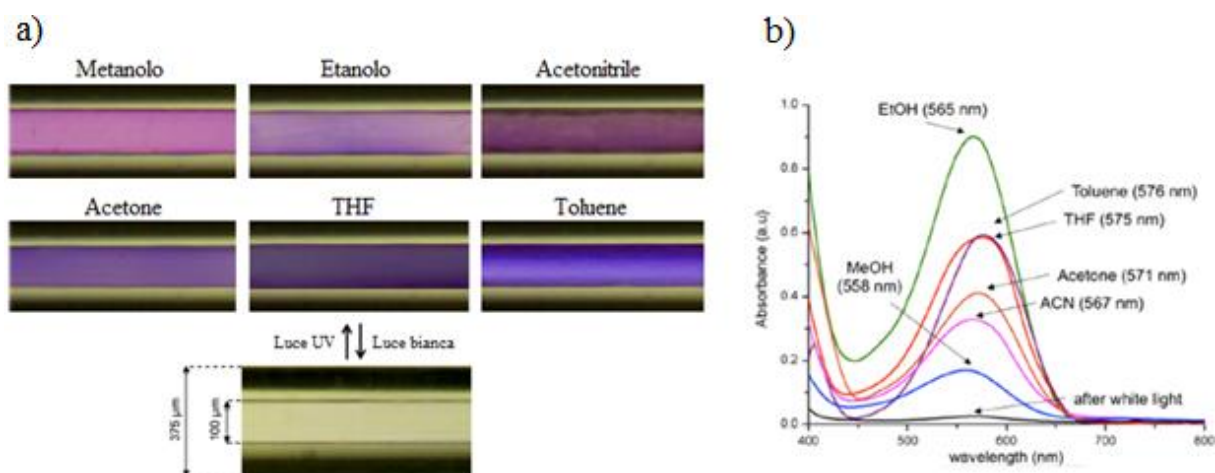 a)
Metanolo
Etanolo
Acetonitrile
Acetone
THF
Toluene
Luce UV
Luce bianca
375 µm
100 µm
b)
EtOH (565 nm)
Toluene (576 nm)
THF (575 nm)
MeOH
(558 nm)
Acetone (571 nm)
ACN (567 nm)
after white light
Absorbance (a.u)
1.0
0.8
0.6
0.4
0.2
0.0
400
500
600
700
800
wavelength (nm)